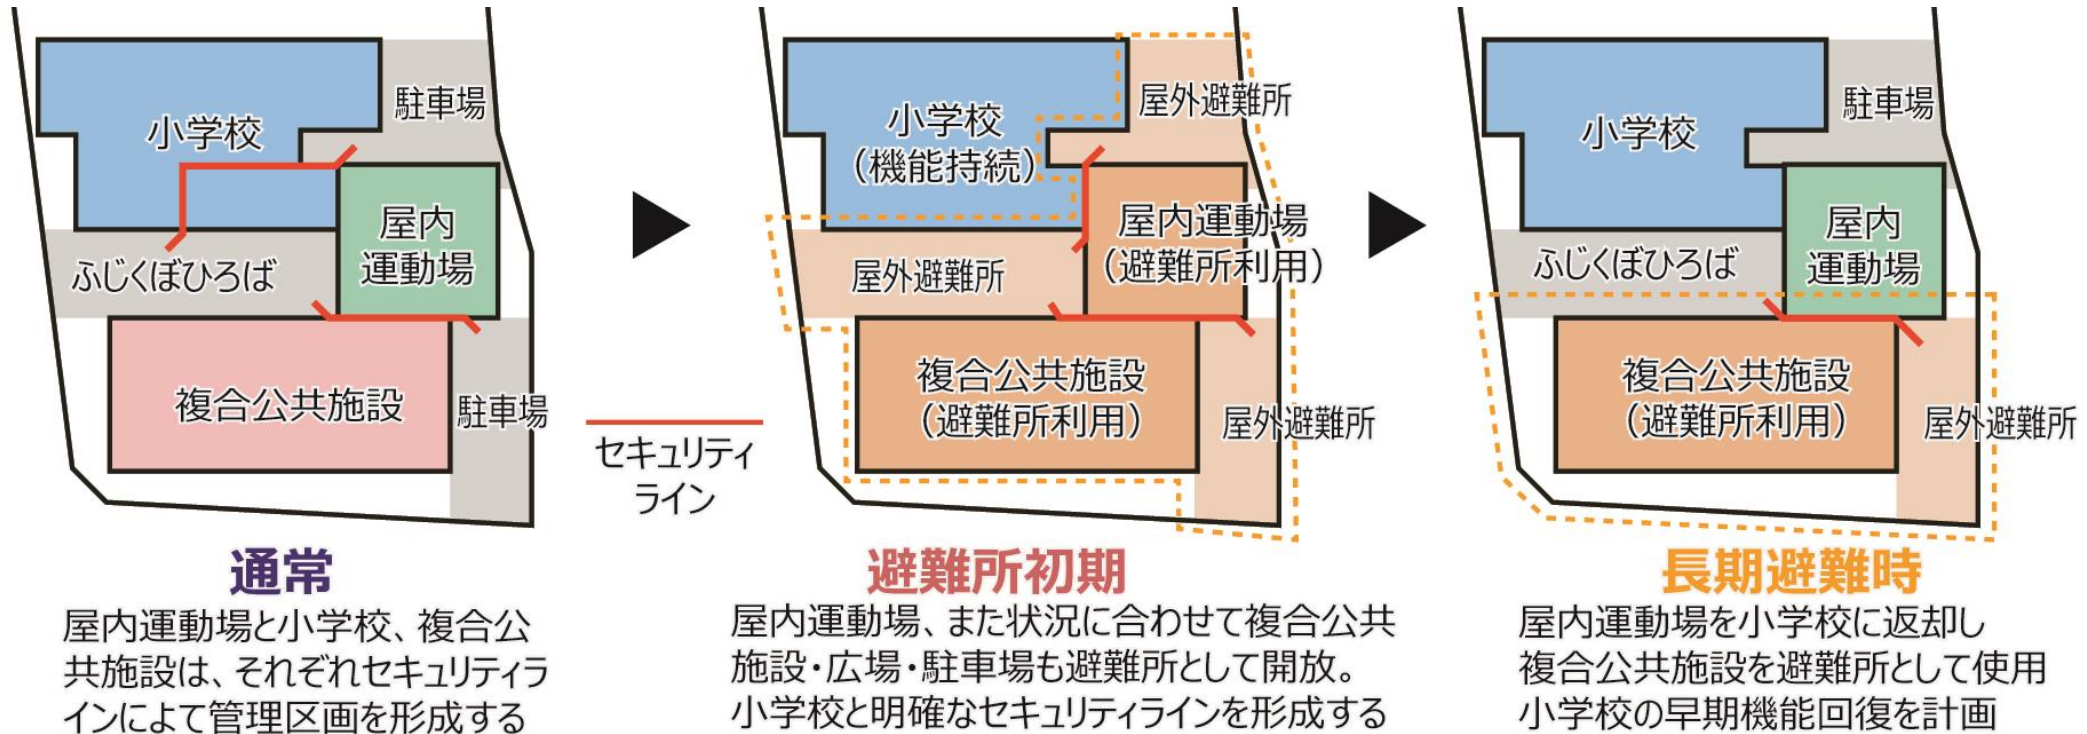 小学校
駐車場
屋内
運動場
ふじくぼひろば
複合公共施設
駐車場
セキュリティ
ライン
通常
屋内運動場と小学校、複合公
共施設は、それぞれセキュリティラ
インによて管理区画を形成する
小学校
（機能持続）
屋外避難所
屋内運動場
（避難所利用）
屋外避難所
複合公共施設
（避難所利用）
屋外避難所
避難所初期
屋内運動場、また状況に合わせて複合公共
施設・広場・駐車場も避難所として開放。
小学校と明確なセキュリティラインを形成する
小学校
駐車場
屋内
運動場
ふじくぼひろば
複合公共施設
（避難所利用）
屋外避難所
長期避難時
屋内運動場を小学校に返却し
複合公共施設を避難所として使用
小学校の早期機能回復を計画